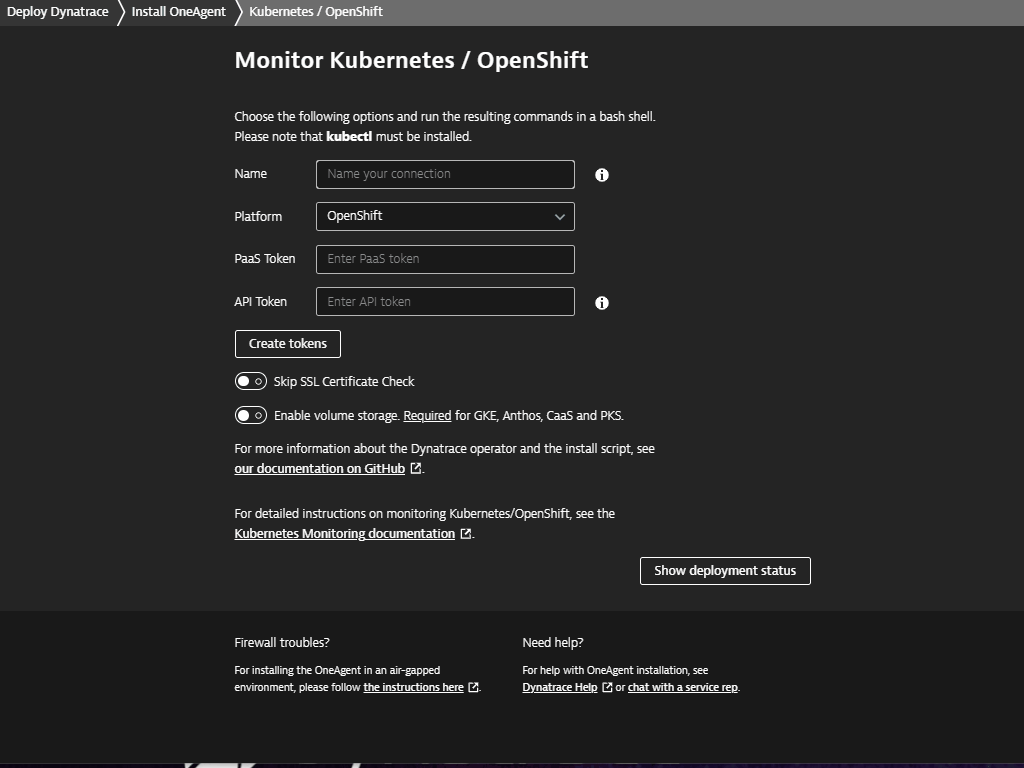 Deploy Dynatrace Install OneAgent Kubernetes / OpenShift
Monitor Kubernetes / OpenShift
Choose the following options and run the resulting commands in a bash shell.
Please note that kubectl must be installed.
Name Name your connection
Platform OpenShift
PaaS Token Enter PaaS token
API Token Enter API token
Create tokens
Skip SSL Certificate Check
Enable volume storage. Required for GKE, Anthos, CaaS and PKS.
For more information about the Dynatrace operator and the install script, see
our documentation on GitHub.
For detailed instructions on monitoring Kubernetes/OpenShift, see the
Kubernetes Monitoring documentation.
Show deployment status
Firewall troubles?
For installing the OneAgent in an air-gapped
environment, please follow the instructions here.
Need help?
For help with OneAgent installation, see
Dynatrace Help or chat with a service rep.